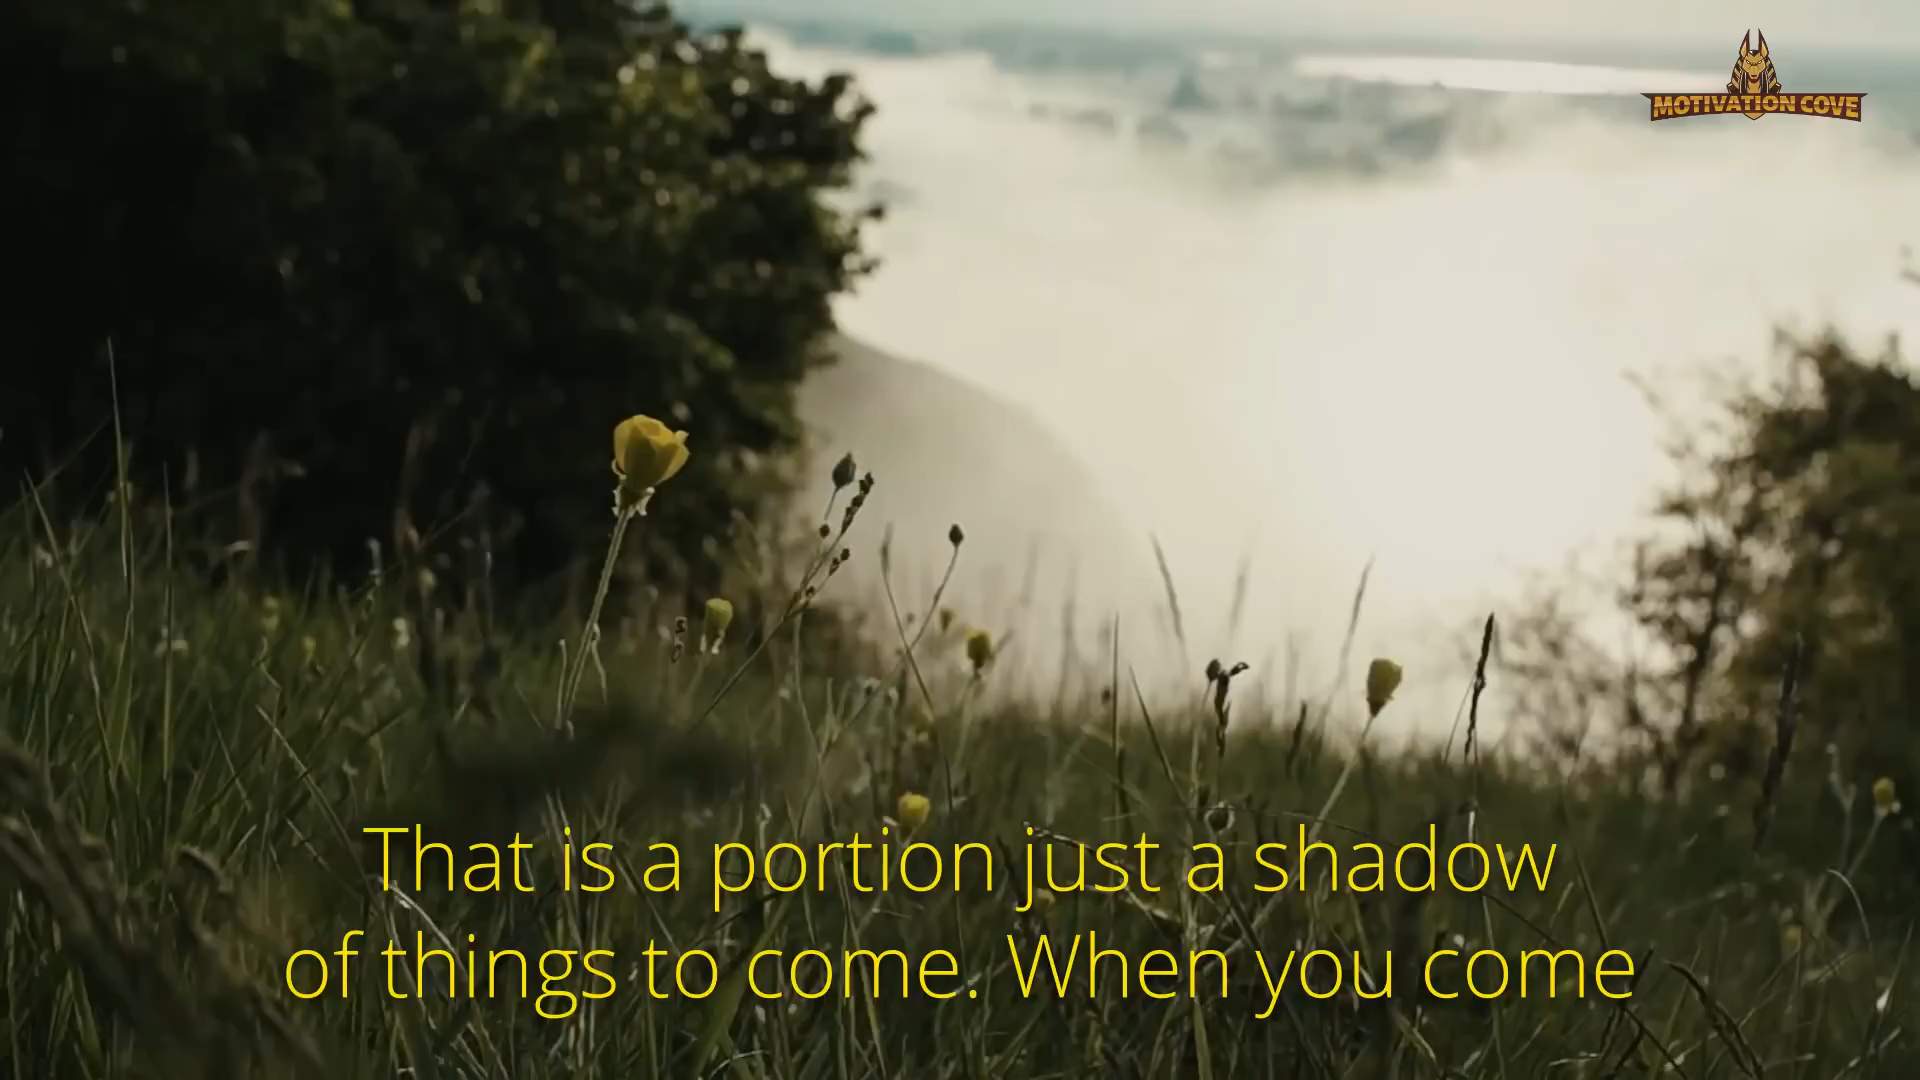 MOTIVATION COVE
That is a portion just a shadow
of things to come. When you come